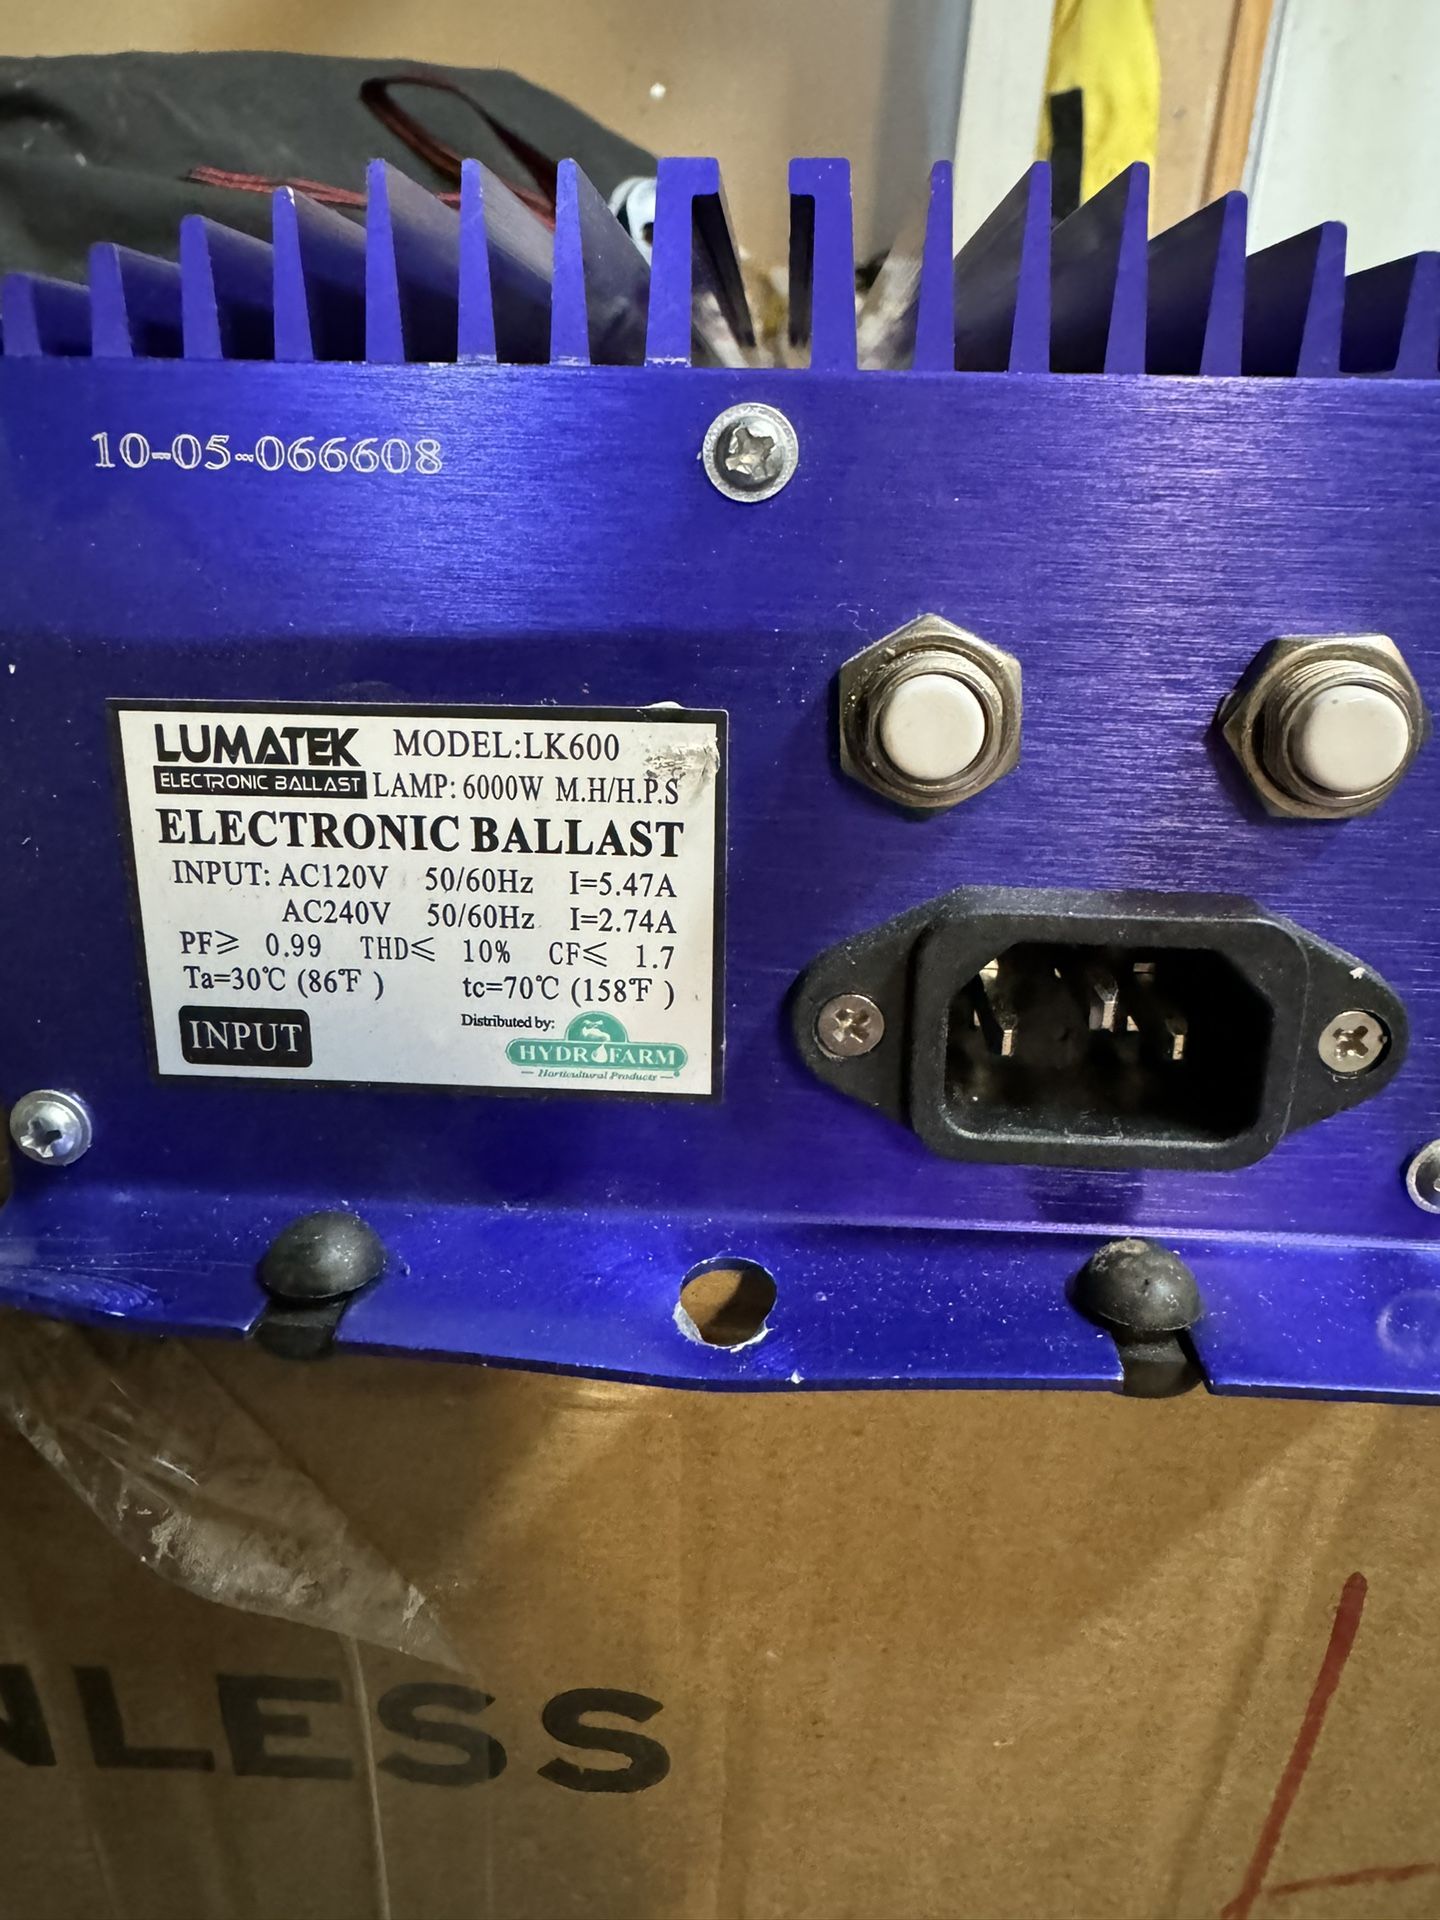 10-05-066608
LUMATEK MODEL:LK600
ELECTRONIC BALLAST LAMP: 6000W M.H/H.P.S
ELECTRONIC BALLAST
INPUT: AC120V 50/60Hz I=5.47A
AC240V 50/60Hz I=2.74A
PF≥ 0.99 THD≤ 10% CF≤ 1.7
Ta=30℃ (86℉ ) tc=70℃ (158℉ )
INPUT
Distributed by:
HYDROFARM
Horticultural Products
NLESS